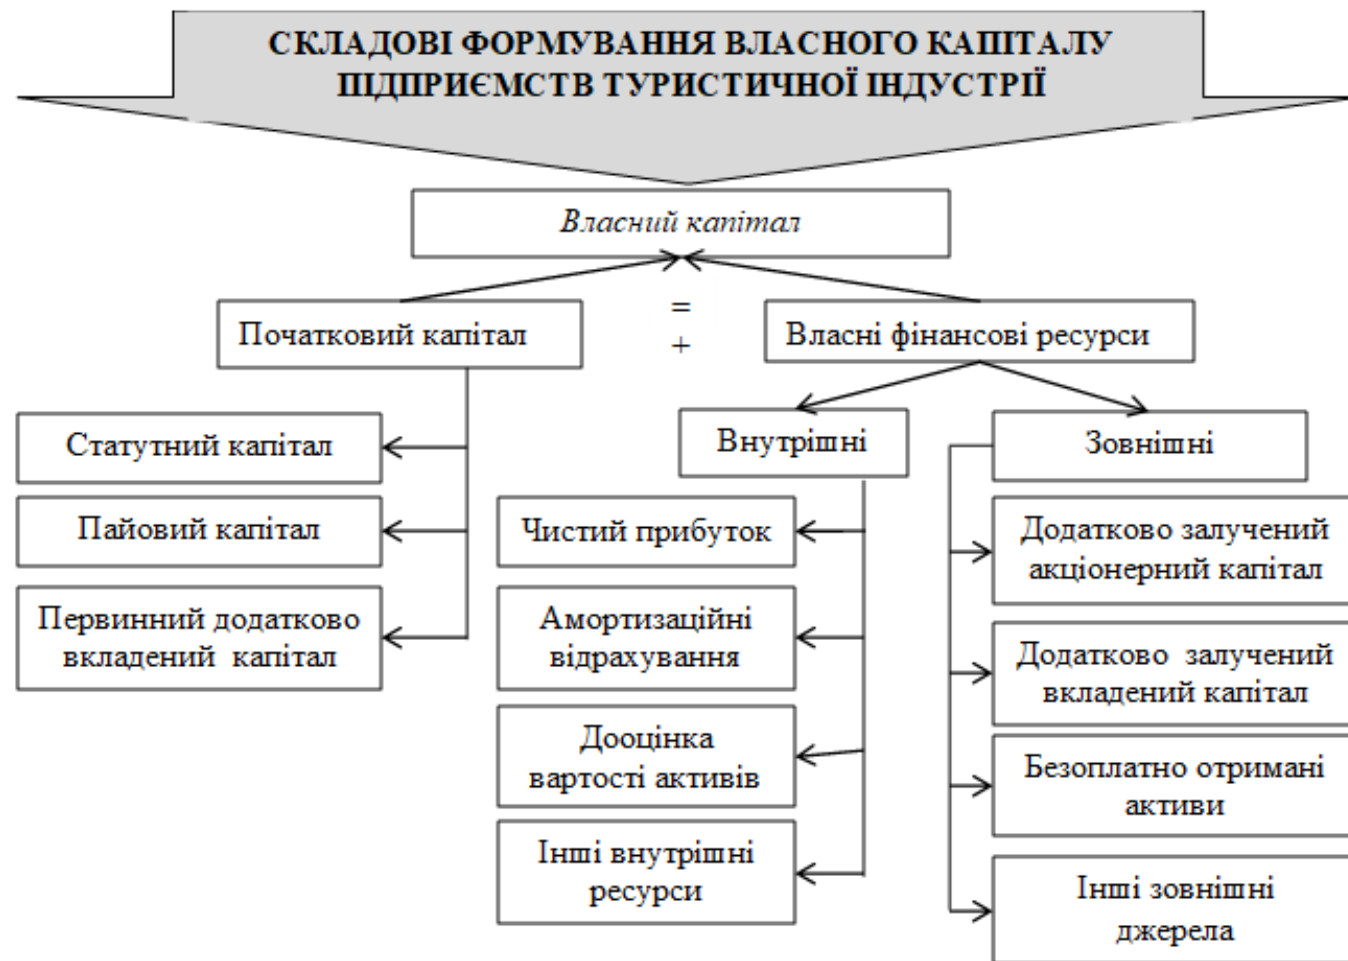 СКЛАДОВІ ФОРМУВАННЯ ВЛАСНОГО КАПІТАЛУ
ПІДПРИЄМСТВ ТУРИСТИЧНОЇ ІНДУСТРІЇ
Власний капітал
=
+
Початковий капітал
Власні фінансові ресурси
Статутний капітал
Пайовий капітал
Первинний додатково
вкладений капітал
Внутрішні
Чистий прибуток
Амортизаційні
відрахування
Дооцінка
вартості активів
Інші внутрішні
ресурси
Зовнішні
Додатково залучений
акціонерний капітал
Додатково залучений
вкладений капітал
Безоплатно отримані
активи
Інші зовнішні
джерела